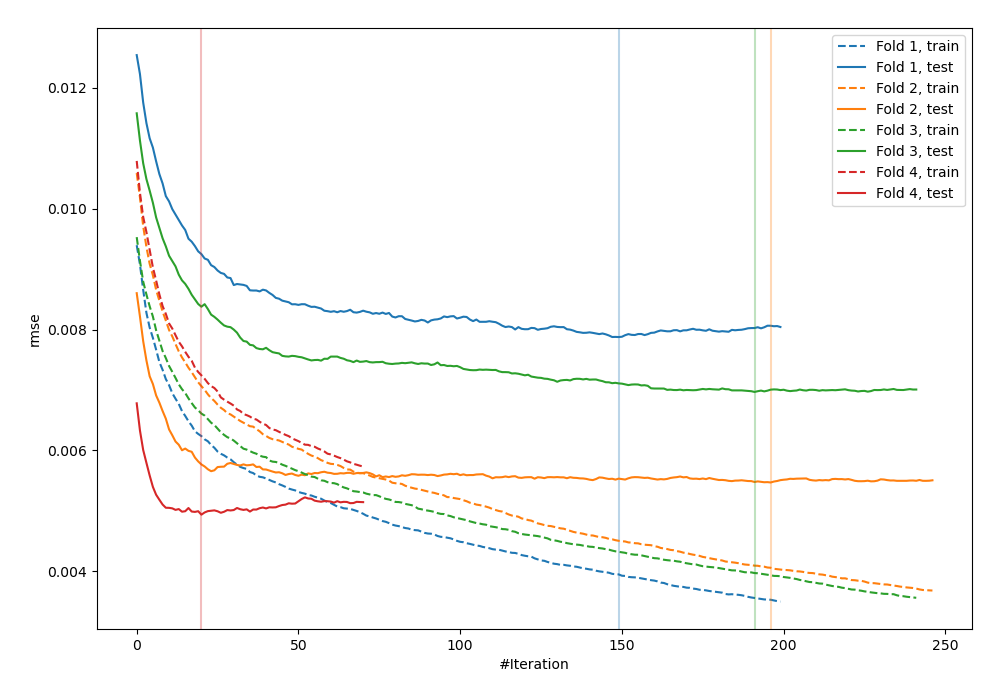 0.012
0.010
0.008
0.006
0.004
rmse
0
50
100
150
200
250
#Iteration
Fold 1, train
Fold 1, test
Fold 2, train
Fold 2, test
Fold 3, train
Fold 3, test
Fold 4, train
Fold 4, test